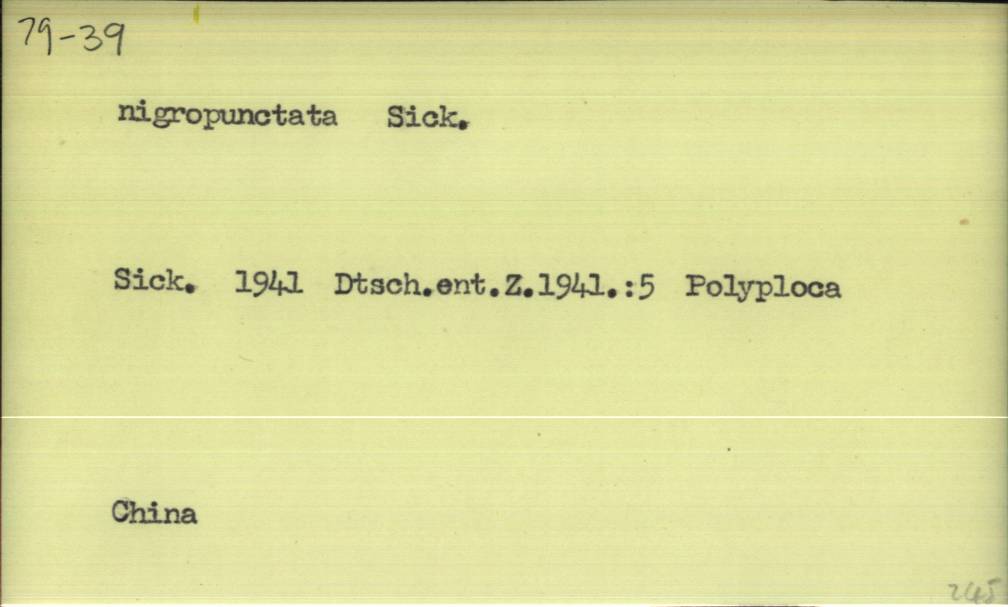 79-39
nigropunctata Sick.
Sick. 1941 Dtsch.ent.Z.1941.:5 Polyploca
China
245